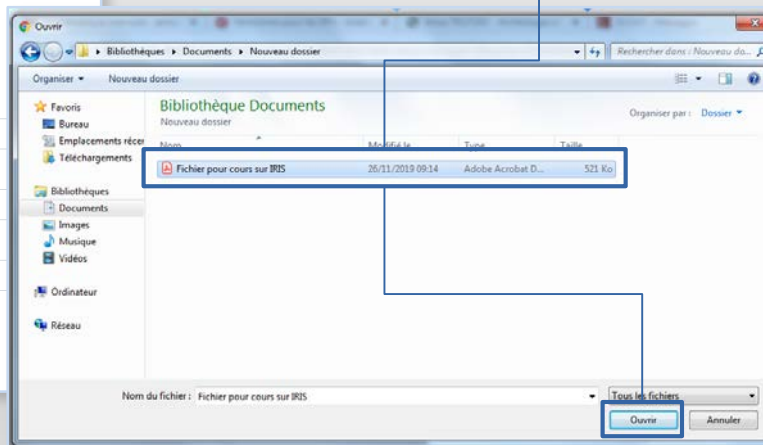 Ouvrir
Bibliothèques ▸ Documents ▸ Nouveau dossier
Rechercher dans : Nouveau do...
Organiser ▾ Nouveau dossier
Favoris
Bureau
Emplacements récen
Téléchargements
Bibliothèques
Documents
Images
Musique
Vidéos
Ordinateur
Réseau
Bibliothèque Documents
Nouveau dossier
Organiser par : Dossier ▾
Nom Modifié le Type Taille
Fichier pour cours sur IRIS 26/11/2019 09:14 Adobe Acrobat D... 521 Ko
Nom du fichier : Fichier pour cours sur IRIS
Tous les fichiers
Ouvrir Annuler